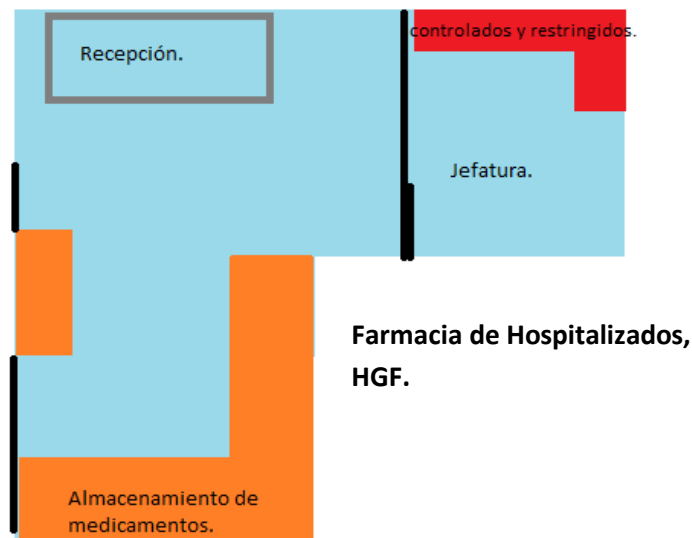 Recepción.
controlados y restringidos.
Jefatura.
Farmacia de Hospitalizados,
HGF.
Almacenamiento de
medicamentos.